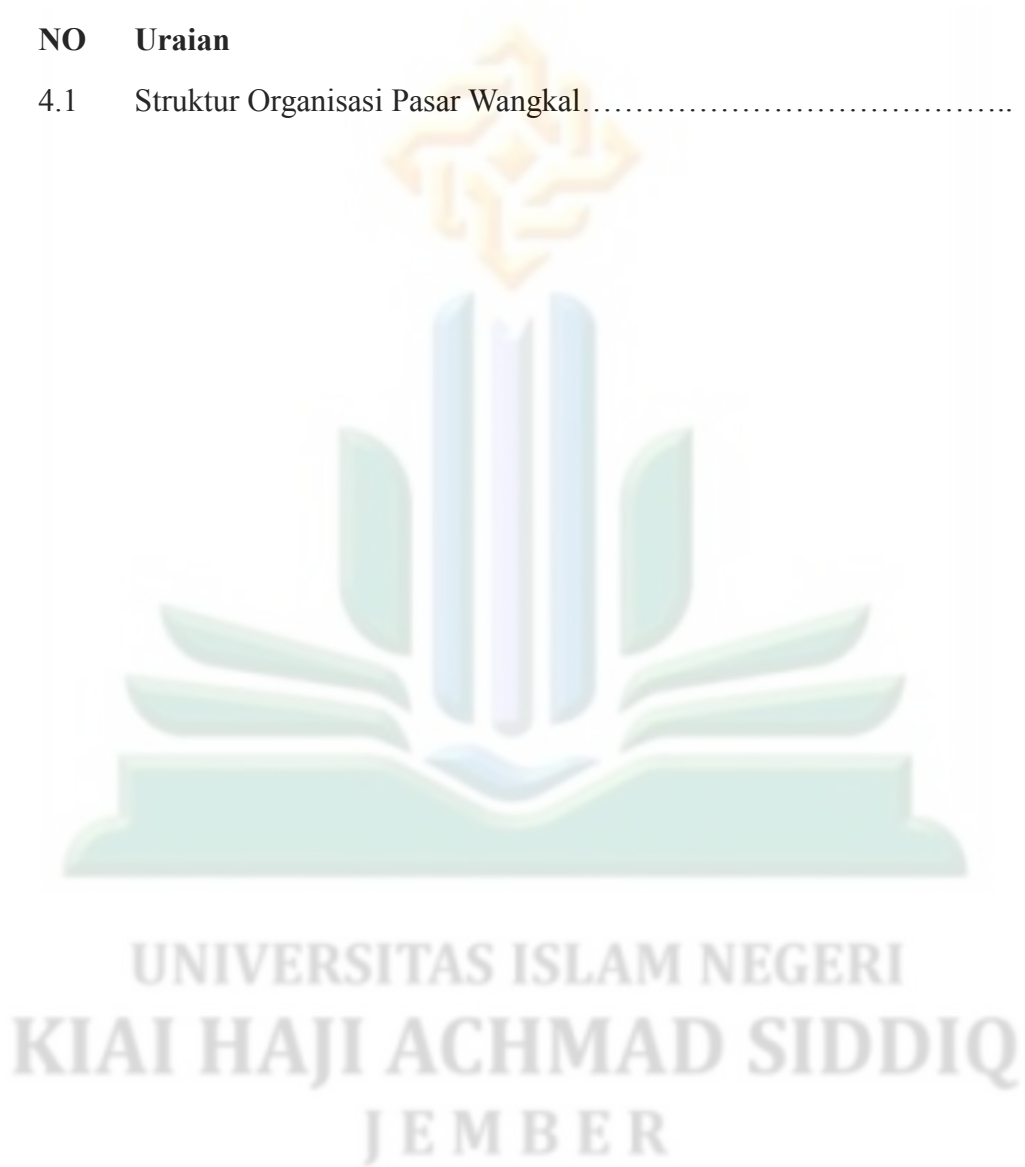 NO Uraian
4.1 Struktur Organisasi Pasar Wangkal…………………………………..
UNIVERSITAS ISLAM NEGERI
KIAI HAJI ACHMAD SIDDIQ
JEMBER